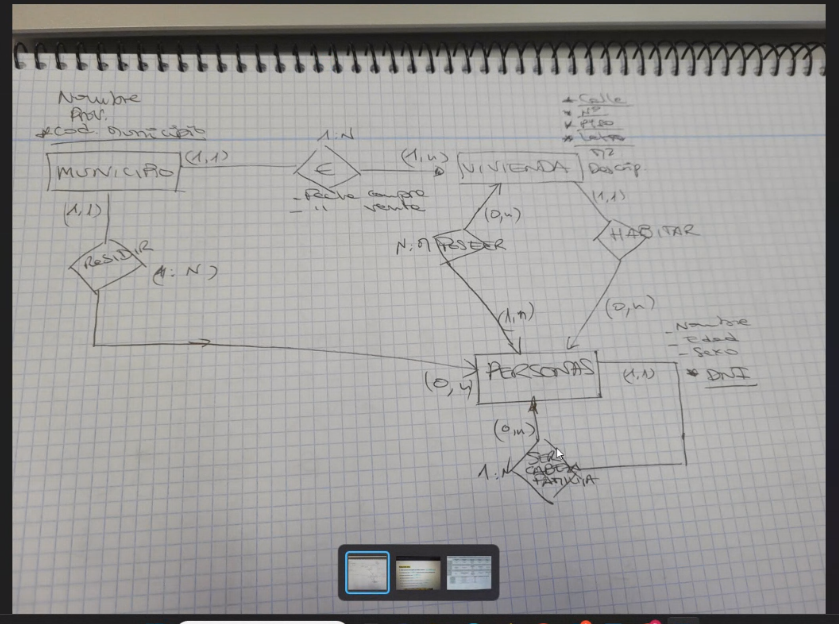 Nombre
Prov.
* Cod. Municipio
1:N
* Calle
* Nº
* Piso
* Letra
m2
Descrip.
MUNICIPIO
(1,1)
€
(1,n)
VIVIENDA
- Fecha compra
- " venta
(1,1)
(1,1)
(0,n)
HABITAR
RESIDIR
(1:N)
N:M
POSEER
(1,n)
(0,n)
- Nombre
- Edad
- Sexo
* DNI
PERSONAS
(0,n)
(1,1)
(0,n)
1:N
SER
CABEZA
FAMILIA